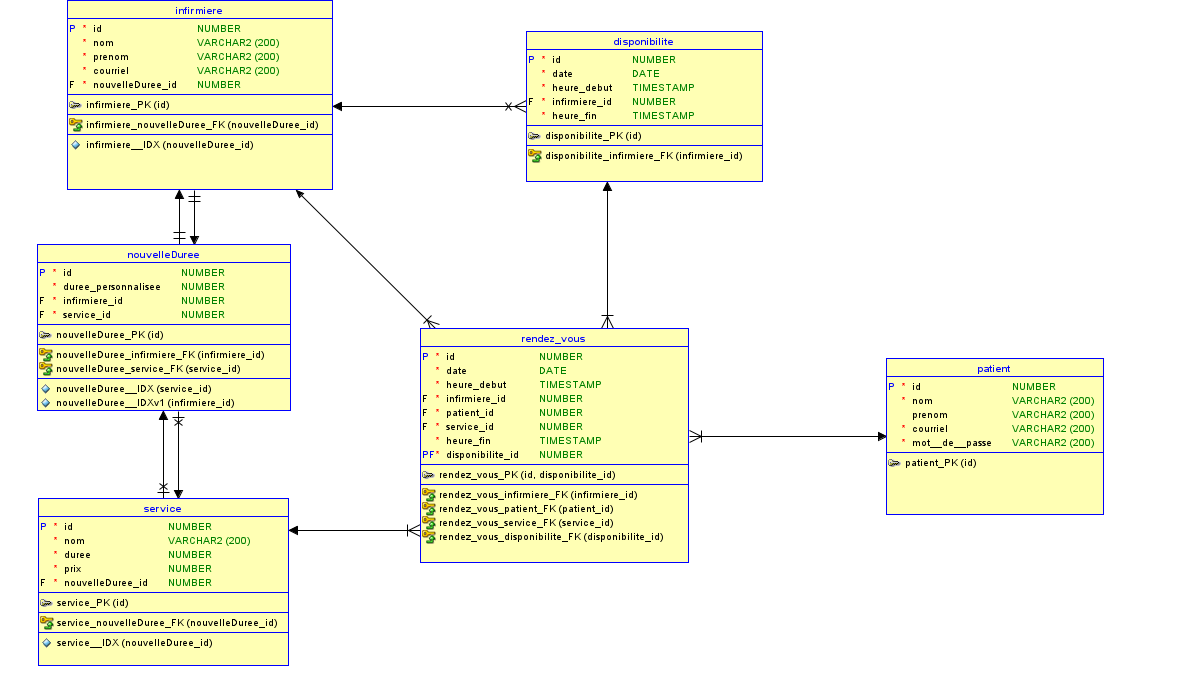 infirmiere
P * id NUMBER
* nom VARCHAR2 (200)
* prenom VARCHAR2 (200)
* courriel VARCHAR2 (200)
F * nouvelleDuree_id NUMBER
infirmiere_PK (id)
infirmiere_nouvelleDuree_FK (nouvelleDuree_id)
infirmiere__IDX (nouvelleDuree_id)
disponibilite
P * id NUMBER
* date DATE
* heure_debut TIMESTAMP
F * infirmiere_id NUMBER
* heure_fin TIMESTAMP
disponibilite_PK (id)
disponibilite_infirmiere_FK (infirmiere_id)
nouvelleDuree
P * id NUMBER
* duree_personnalisee NUMBER
F * infirmiere_id NUMBER
F * service_id NUMBER
nouvelleDuree_PK (id)
nouvelleDuree_infirmiere_FK (infirmiere_id)
nouvelleDuree_service_FK (service_id)
nouvelleDuree__IDX (service_id)
nouvelleDuree__IDXv1 (infirmiere_id)
rendez_vous
P * id NUMBER
* date DATE
* heure_debut TIMESTAMP
F * infirmiere_id NUMBER
F * patient_id NUMBER
F * service_id NUMBER
* heure_fin TIMESTAMP
PF* disponibilite_id NUMBER
rendez_vous_PK (id, disponibilite_id)
rendez_vous_infirmiere_FK (infirmiere_id)
rendez_vous_patient_FK (patient_id)
rendez_vous_service_FK (service_id)
rendez_vous_disponibilite_FK (disponibilite_id)
patient
P * id NUMBER
* nom VARCHAR2 (200)
prenom VARCHAR2 (200)
* courriel VARCHAR2 (200)
* mot__de__passe VARCHAR2 (200)
patient_PK (id)
service
P * id NUMBER
* nom VARCHAR2 (200)
* duree NUMBER
* prix NUMBER
F * nouvelleDuree_id NUMBER
service_PK (id)
service_nouvelleDuree_FK (nouvelleDuree_id)
service__IDX (nouvelleDuree_id)